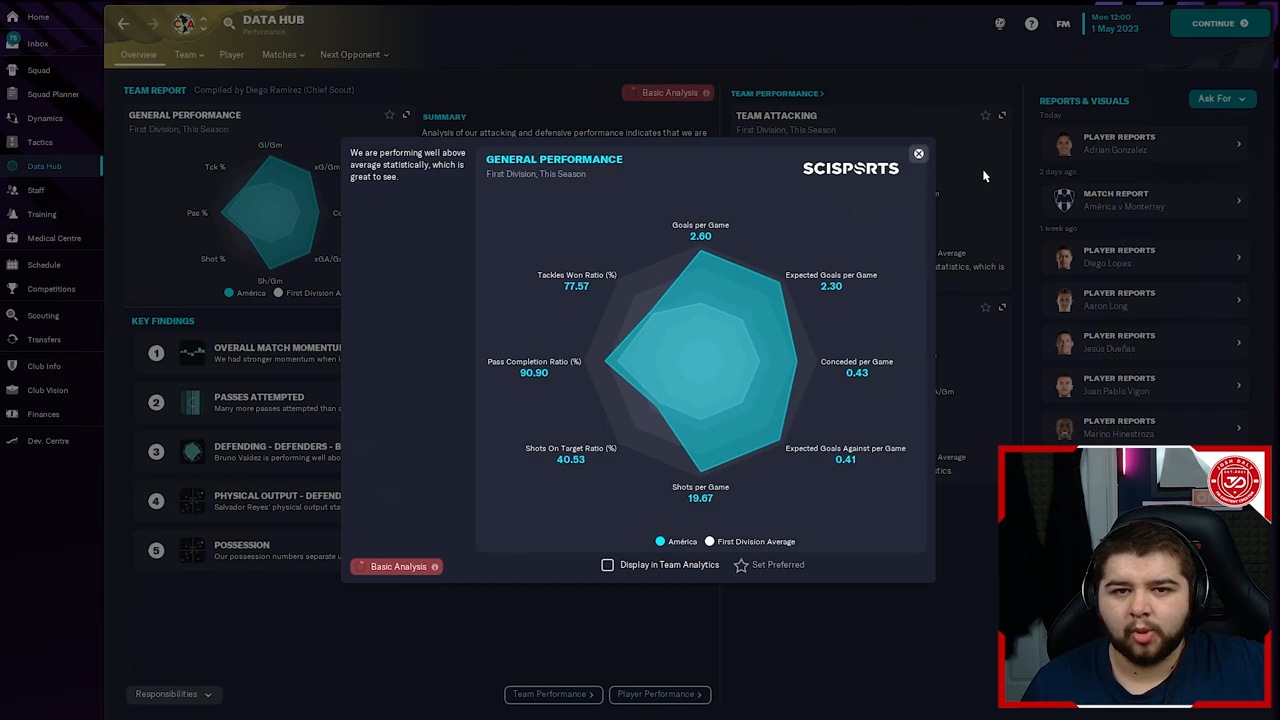 Home
75
Inbox
Squad
Squad Planner
Dynamics
Tactics
Data Hub
Staff
Training
Medical Centre
Schedule
Competitions
Scouting
Transfers
Club Info
Club Vision
Finances
Dev. Centre
DATA HUB
Performance
FM
Mon 12:00
1 May 2023
CONTINUE
Overview
Team
Player
Matches
Next Opponent
TEAM REPORT Compiled by Diego Ramírez (Chief Scout)
Basic Analysis
GENERAL PERFORMANCE
First Division, This Season
Gl/Gm
Tck %
xG/Gm
Pas %
Co
Shot %
xGA/Gm
Sh/Gm
América First Division A
SUMMARY
Analysis of our attacking and defensive performance indicates that we are
TEAM PERFORMANCE >
TEAM ATTACKING
First Division, This Season
Average
statistics, which is
A/Gm
Average
tics.
KEY FINDINGS
1 OVERALL MATCH MOMENTU
We had stronger momentum when
2 PASSES ATTEMPTED
Many more passes attempted than a
3 DEFENDING - DEFENDERS - B
Bruno Valdez is performing well abo
4 PHYSICAL OUTPUT - DEFEND
Salvador Reyes' physical output sta
5 POSSESSION
Our possession numbers separate u
We are performing well above
average statistically, which is
great to see.
GENERAL PERFORMANCE
First Division, This Season
SCISPORTS
Goals per Game
2.60
Tackles Won Ratio (%)
77.57
Expected Goals per Game
2.30
Pass Completion Ratio (%)
90.90
Conceded per Game
0.43
Shots On Target Ratio (%)
40.53
Expected Goals Against per Game
0.41
Shots per Game
19.67
América First Division Average
Basic Analysis
Display in Team Analytics
Set Preferred
REPORTS & VISUALS
Ask For
Today
PLAYER REPORTS
Adrian Gonzalez
2 days ago
MATCH REPORT
América v Monterrey
1 week ago
PLAYER REPORTS
Diego Lopes
PLAYER REPORTS
Aaron Long
PLAYER REPORTS
Jesús Dueñas
PLAYER REPORTS
Juan Pablo Vigon
PLAYER REPORTS
Marino Hinestroza
Responsibilities
Team Performance >
Player Performance >
JOSH DALY
JD
FM CONTENT CREATOR